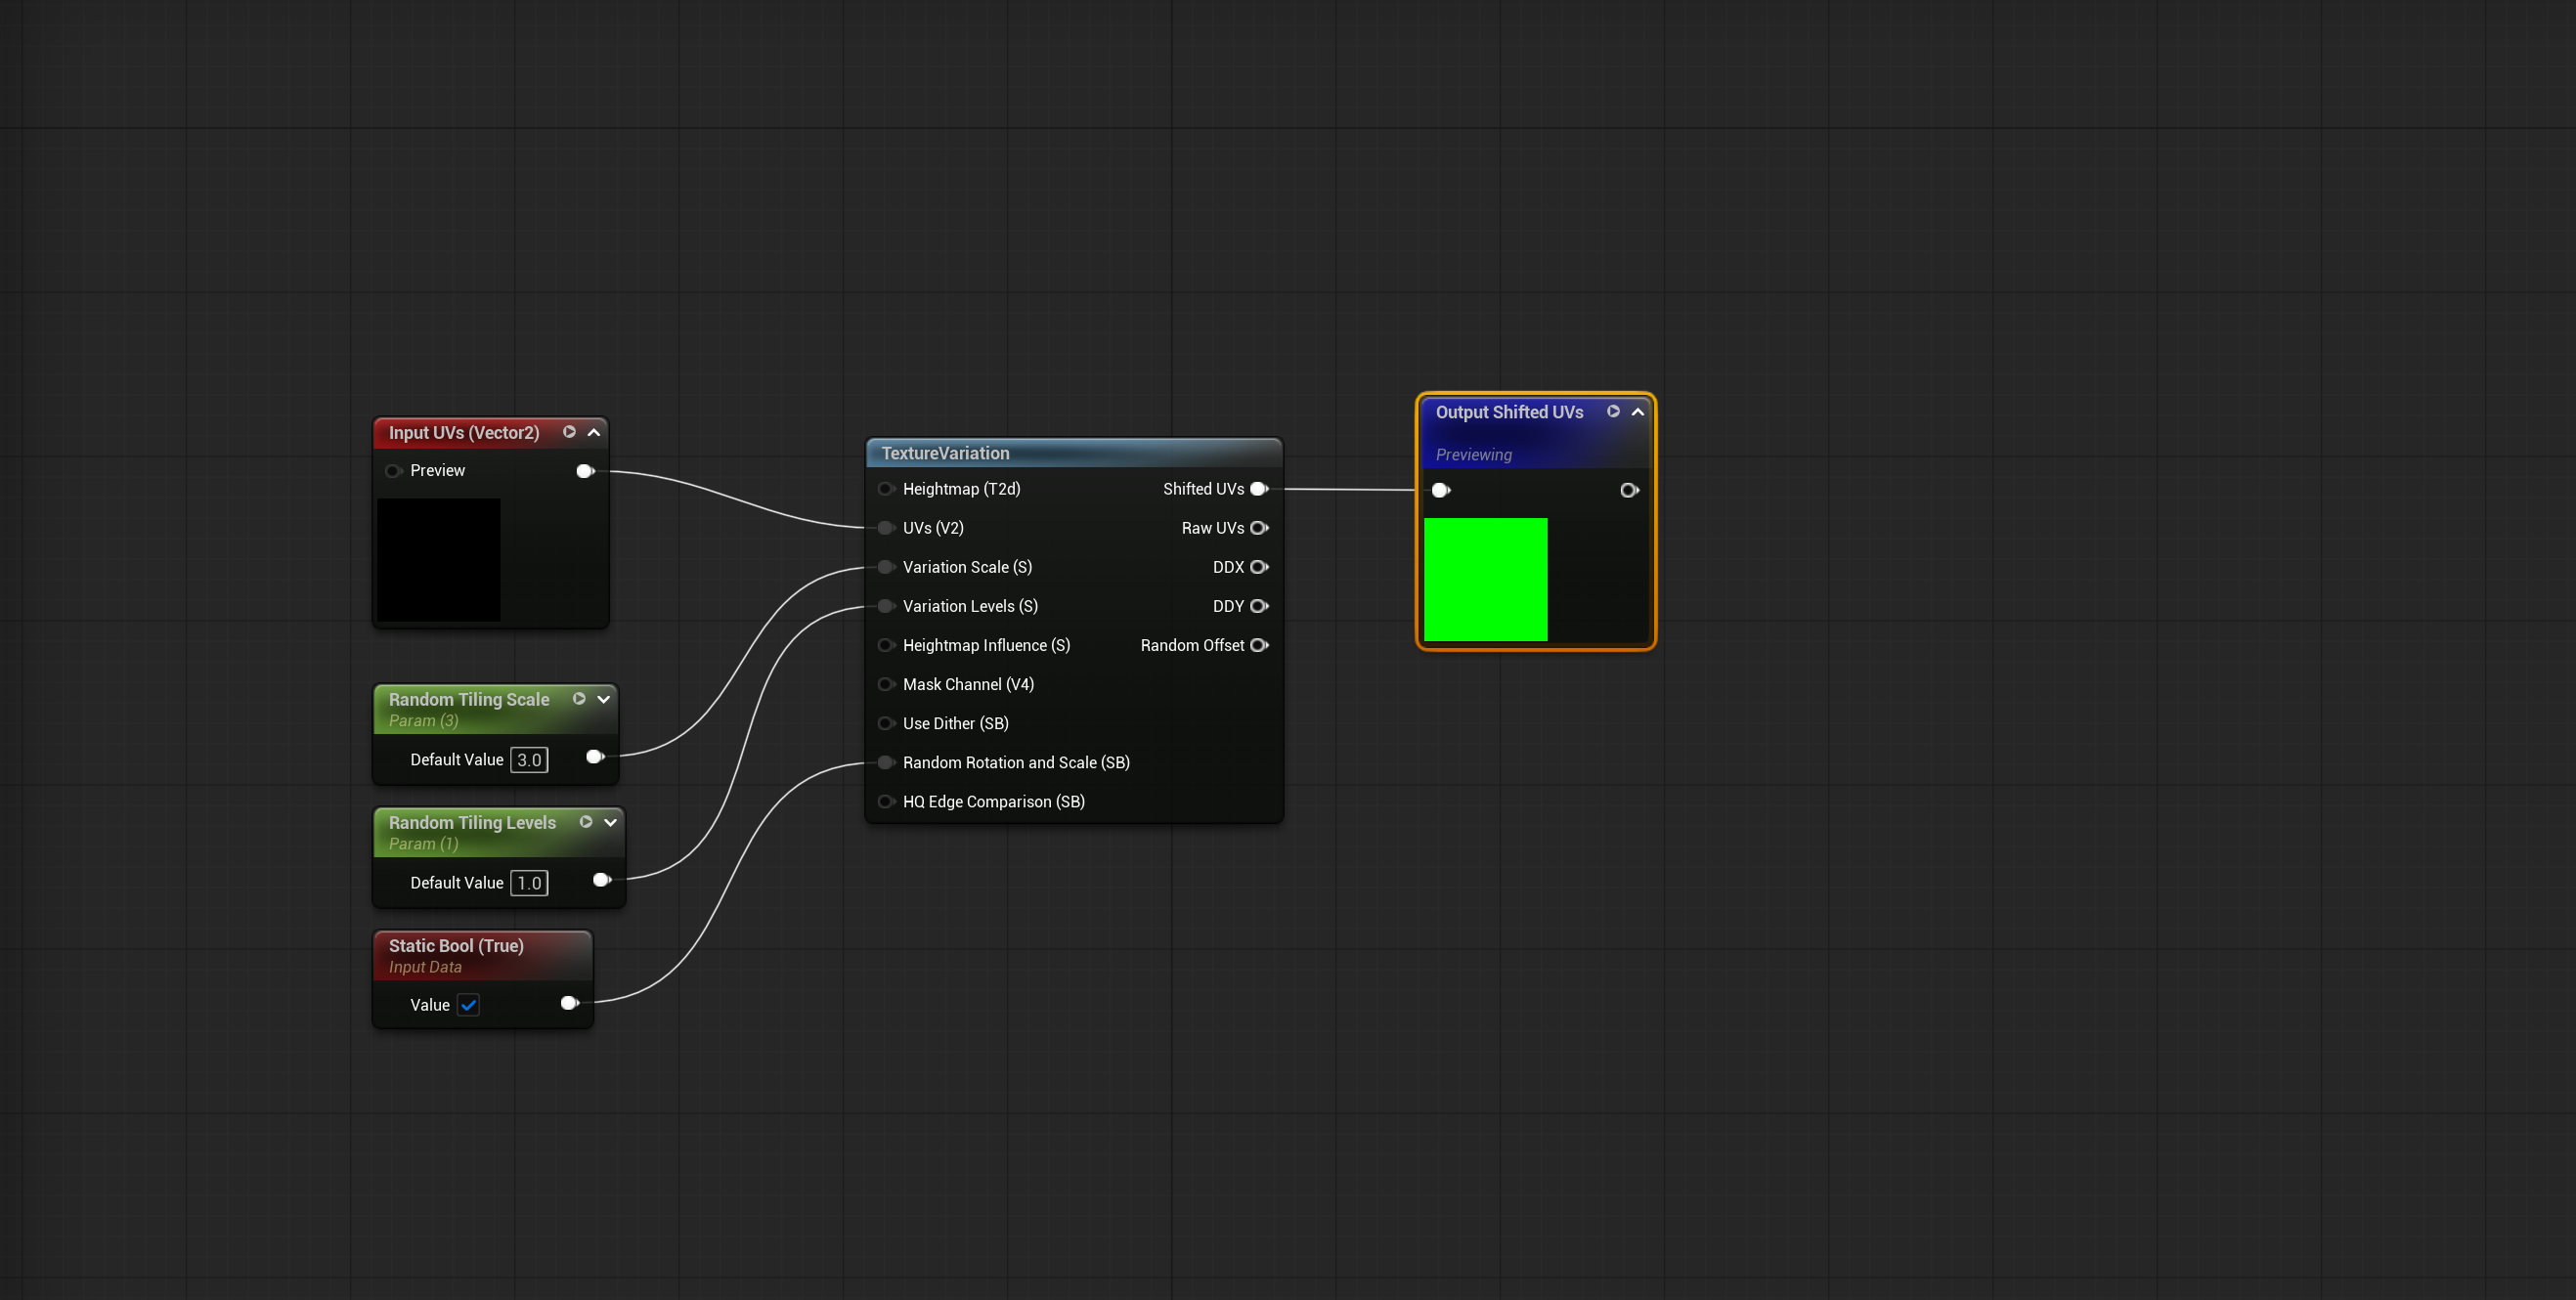 Input UVs (Vector2)
Preview
Random Tiling Scale
Param (3)
Default Value 3.0
Random Tiling Levels
Param (1)
Default Value 1.0
Static Bool (True)
Input Data
Value
TextureVariation
Heightmap (T2d) Shifted UVs
UVs (V2) Raw UVs
Variation Scale (S) DDX
Variation Levels (S) DDY
Heightmap Influence (S) Random Offset
Mask Channel (V4)
Use Dither (SB)
Random Rotation and Scale (SB)
HQ Edge Comparison (SB)
Output Shifted UVs
Previewing